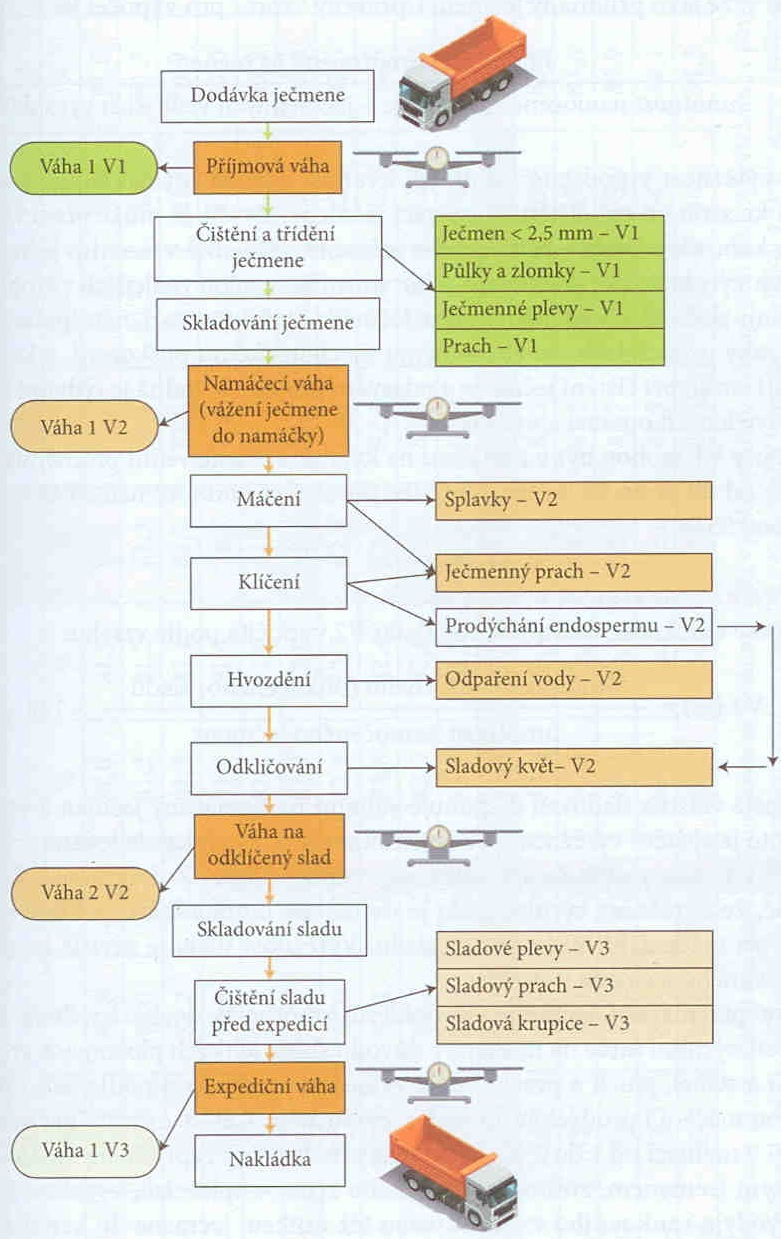 Dodávka ječmene
Váha 1 V1
Příjmová váha
Čištění a třídění
ječmene
Ječmen < 2,5 mm – V1
Půlky a zlomky – V1
Ječmenné plevy – V1
Prach – V1
Skladování ječmene
Namáčecí váha
(vážení ječmene
do namáčky)
Váha 1 V2
Máčení
Splavky – V2
Klíčení
Ječmenný prach – V2
Prodýchání endospermu – V2
Hvozdění
Odpaření vody – V2
Odkličování
Sladový květ– V2
Váha na
odklíčený slad
Váha 2 V2
Skladování sladu
Čištění sladu
před expedicí
Sladové plevy – V3
Sladový prach – V3
Sladová krupice – V3
Expediční váha
Váha 1 V3
Nakládka